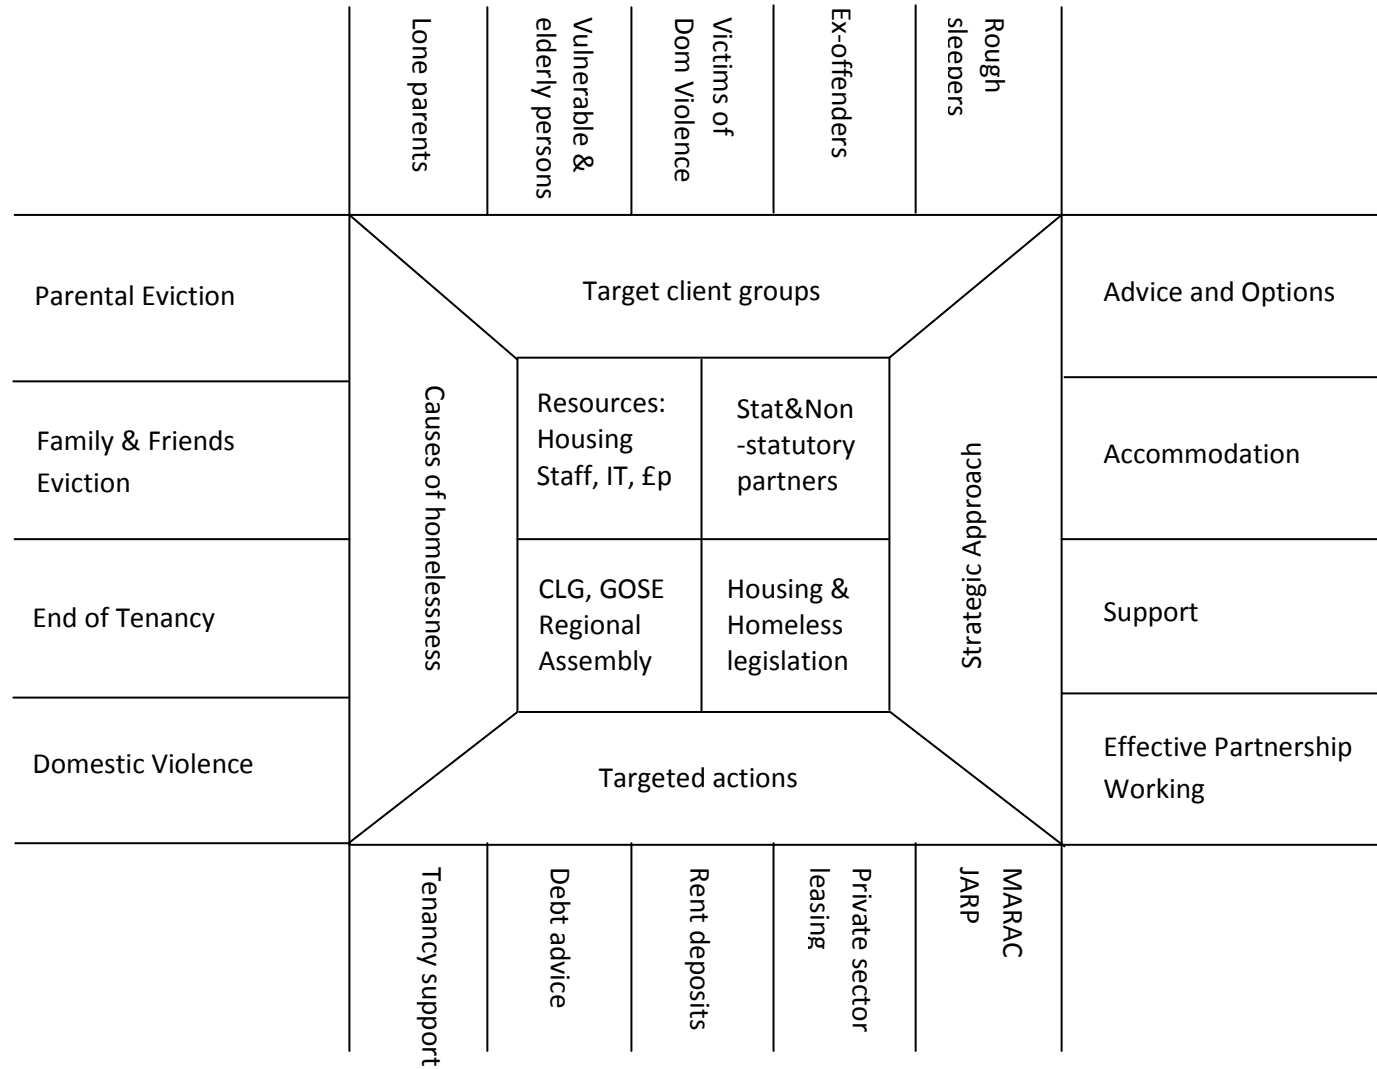 Lone parents
Vulnerable &
elderly persons
Victims of
Dom Violence
Ex-offenders
Rough
sleepers
Parental Eviction
Family & Friends
Eviction
End of Tenancy
Domestic Violence
Target client groups
Causes of homelessness
Resources:
Housing
Staff, IT, £p
Stat&Non
-statutory
partners
CLG, GOSE
Regional
Assembly
Housing &
Homeless
legislation
Strategic Approach
Targeted actions
Advice and Options
Accommodation
Support
Effective Partnership
Working
Tenancy support
Debt advice
Rent deposits
Private sector
leasing
MARAC
JARP